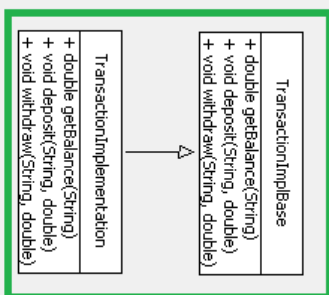 TransactionImplBase
+ double getBalance(String)
+ void deposit(String, double)
+ void withdraw(String, double)
TransactionImplementation
+ double getBalance(String)
+ void deposit(String, double)
+ void withdraw(String, double)